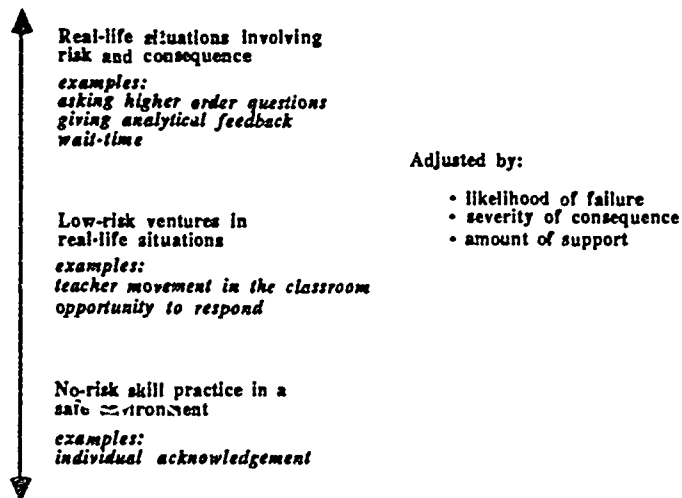 Real-life situations involving
risk and consequence
examples:
asking higher order questions
giving analytical feedback
wait-time
Adjusted by:
• likelihood of failure
• severity of consequence
• amount of support
Low-risk ventures in
real-life situations
examples:
teacher movement in the classroom
opportunity to respond
No-risk skill practice in a
safe environment
examples:
individual acknowledgement